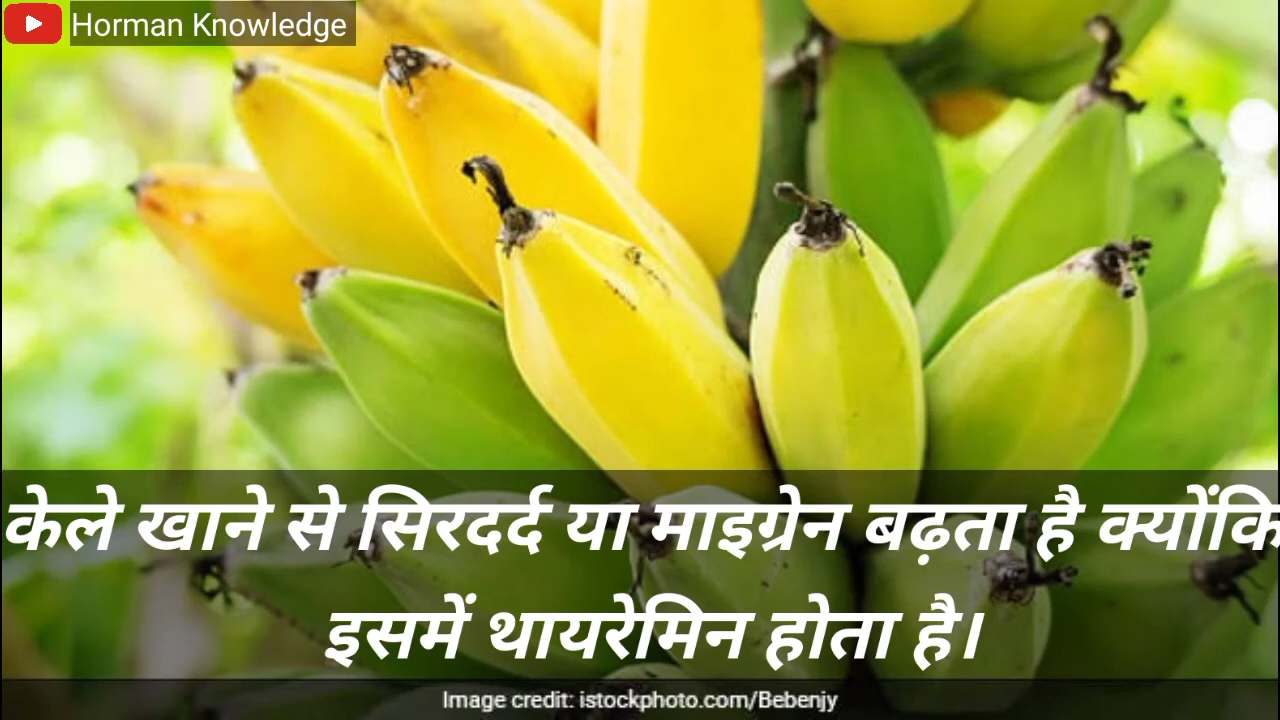 Horman Knowledge
केले खाने से सिरदर्द या माइग्रेन बढ़ता है क्योंकि
इसमें थायरेमिन होता है।
Image credit: istockphoto.com/Bebenjy